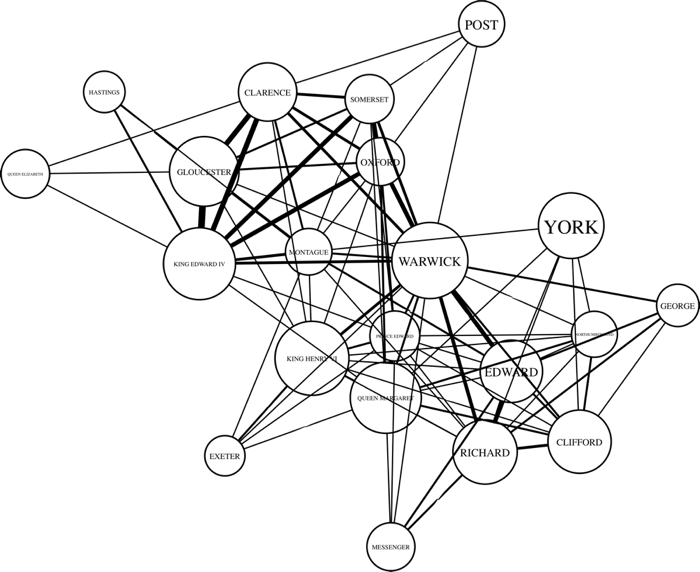 POST
HASTINGS
CLARENCE
SOMERSET
OXFORD
GLOUCESTER
QUEEN ELIZABETH
YORK
MONTAGUE
WARWICK
KING EDWARD IV
GEORGE
PRINCE EDWARD
KING HENRY VI
EDWARD
QUEEN MARGARET
CLIFFORD
RICHARD
EXETER
MESSENGER